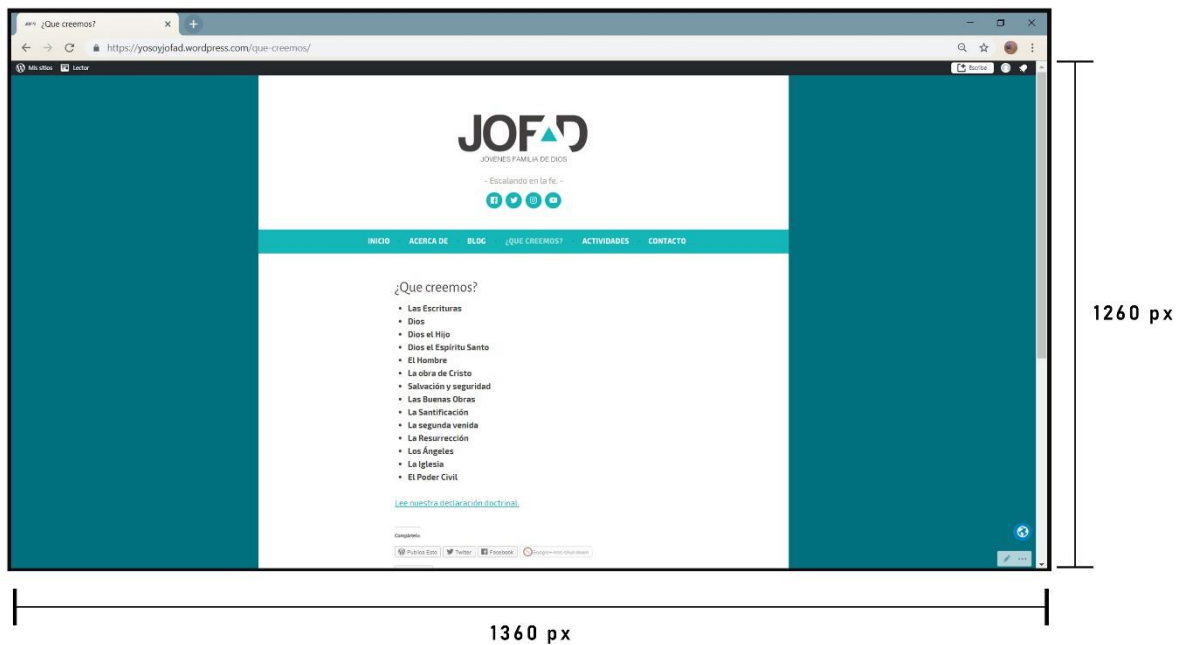 ¿Que creemos?
https://yosoyjofad.wordpress.com/que-creemos/
Mis sitios Lector Escribe
JOFAD
JOVENES FAMILIA DE DIOS
- Escalando en la fe. -
INICIO ACERCA DE BLOG ¿QUE CREEMOS? ACTIVIDADES CONTACTO
¿Que creemos?
• Las Escrituras
• Dios
• Dios el Hijo
• Dios el Espíritu Santo
• El Hombre
• La obra de Cristo
• Salvación y seguridad
• Las Buenas Obras
• La Santificación
• La segunda venida
• La Resurrección
• Los Ángeles
• La Iglesia
• El Poder Civil
Lee nuestra declaración doctrinal.
Compártelo:
Publica Esto Twitter Facebook
1260 px
1360 px